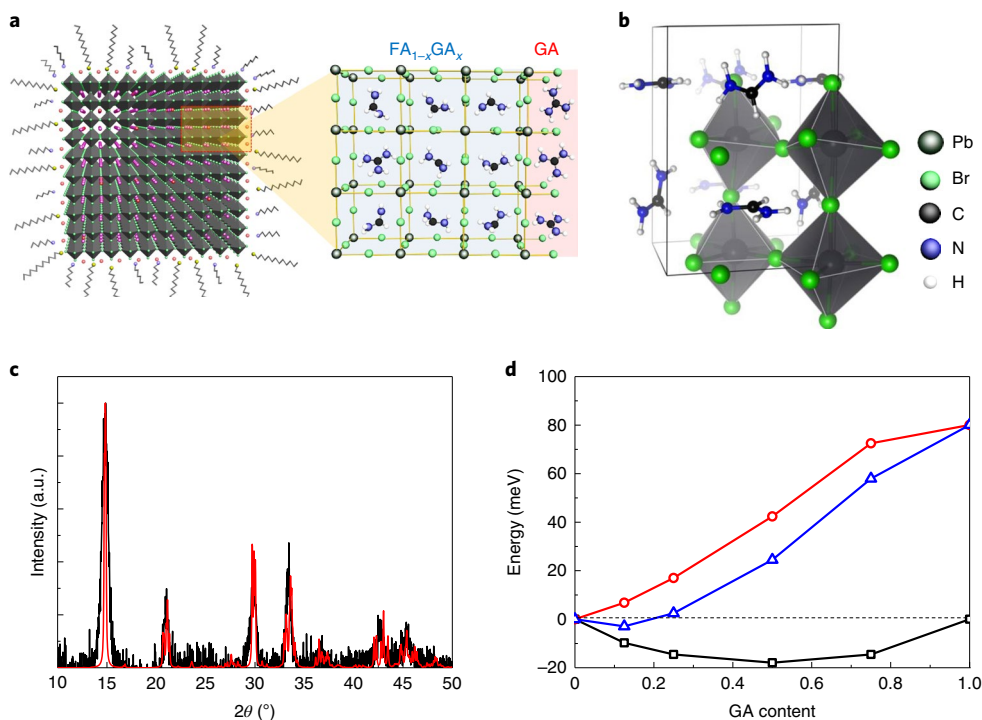 a
FA₁₋ₓGAₓ
GA
b
Pb
Br
C
N
H
c
Intensity (a.u.)
10 15 20 25 30 35 40 45 50
2θ (°)
d
Energy (meV)
100
80
60
40
20
0
–20
0 0.2 0.4 0.6 0.8 1.0
GA content